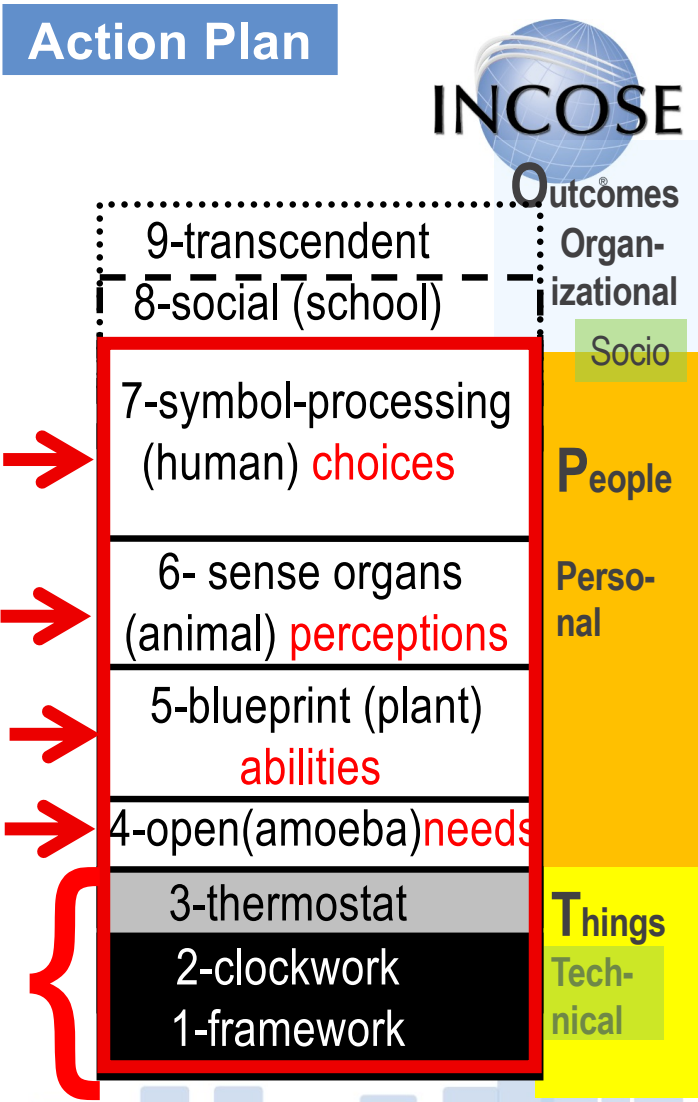 Action Plan
INCOSE
®
9-transcendent
8-social (school)
7-symbol-processing
(human) choices
6- sense organs
(animal) perceptions
5-blueprint (plant)
abilities
4-open(amoeba)needs
3-thermostat
2-clockwork
1-framework
Outcomes
Organ-
izational
Socio
People
Perso-
nal
Things
Tech-
nical